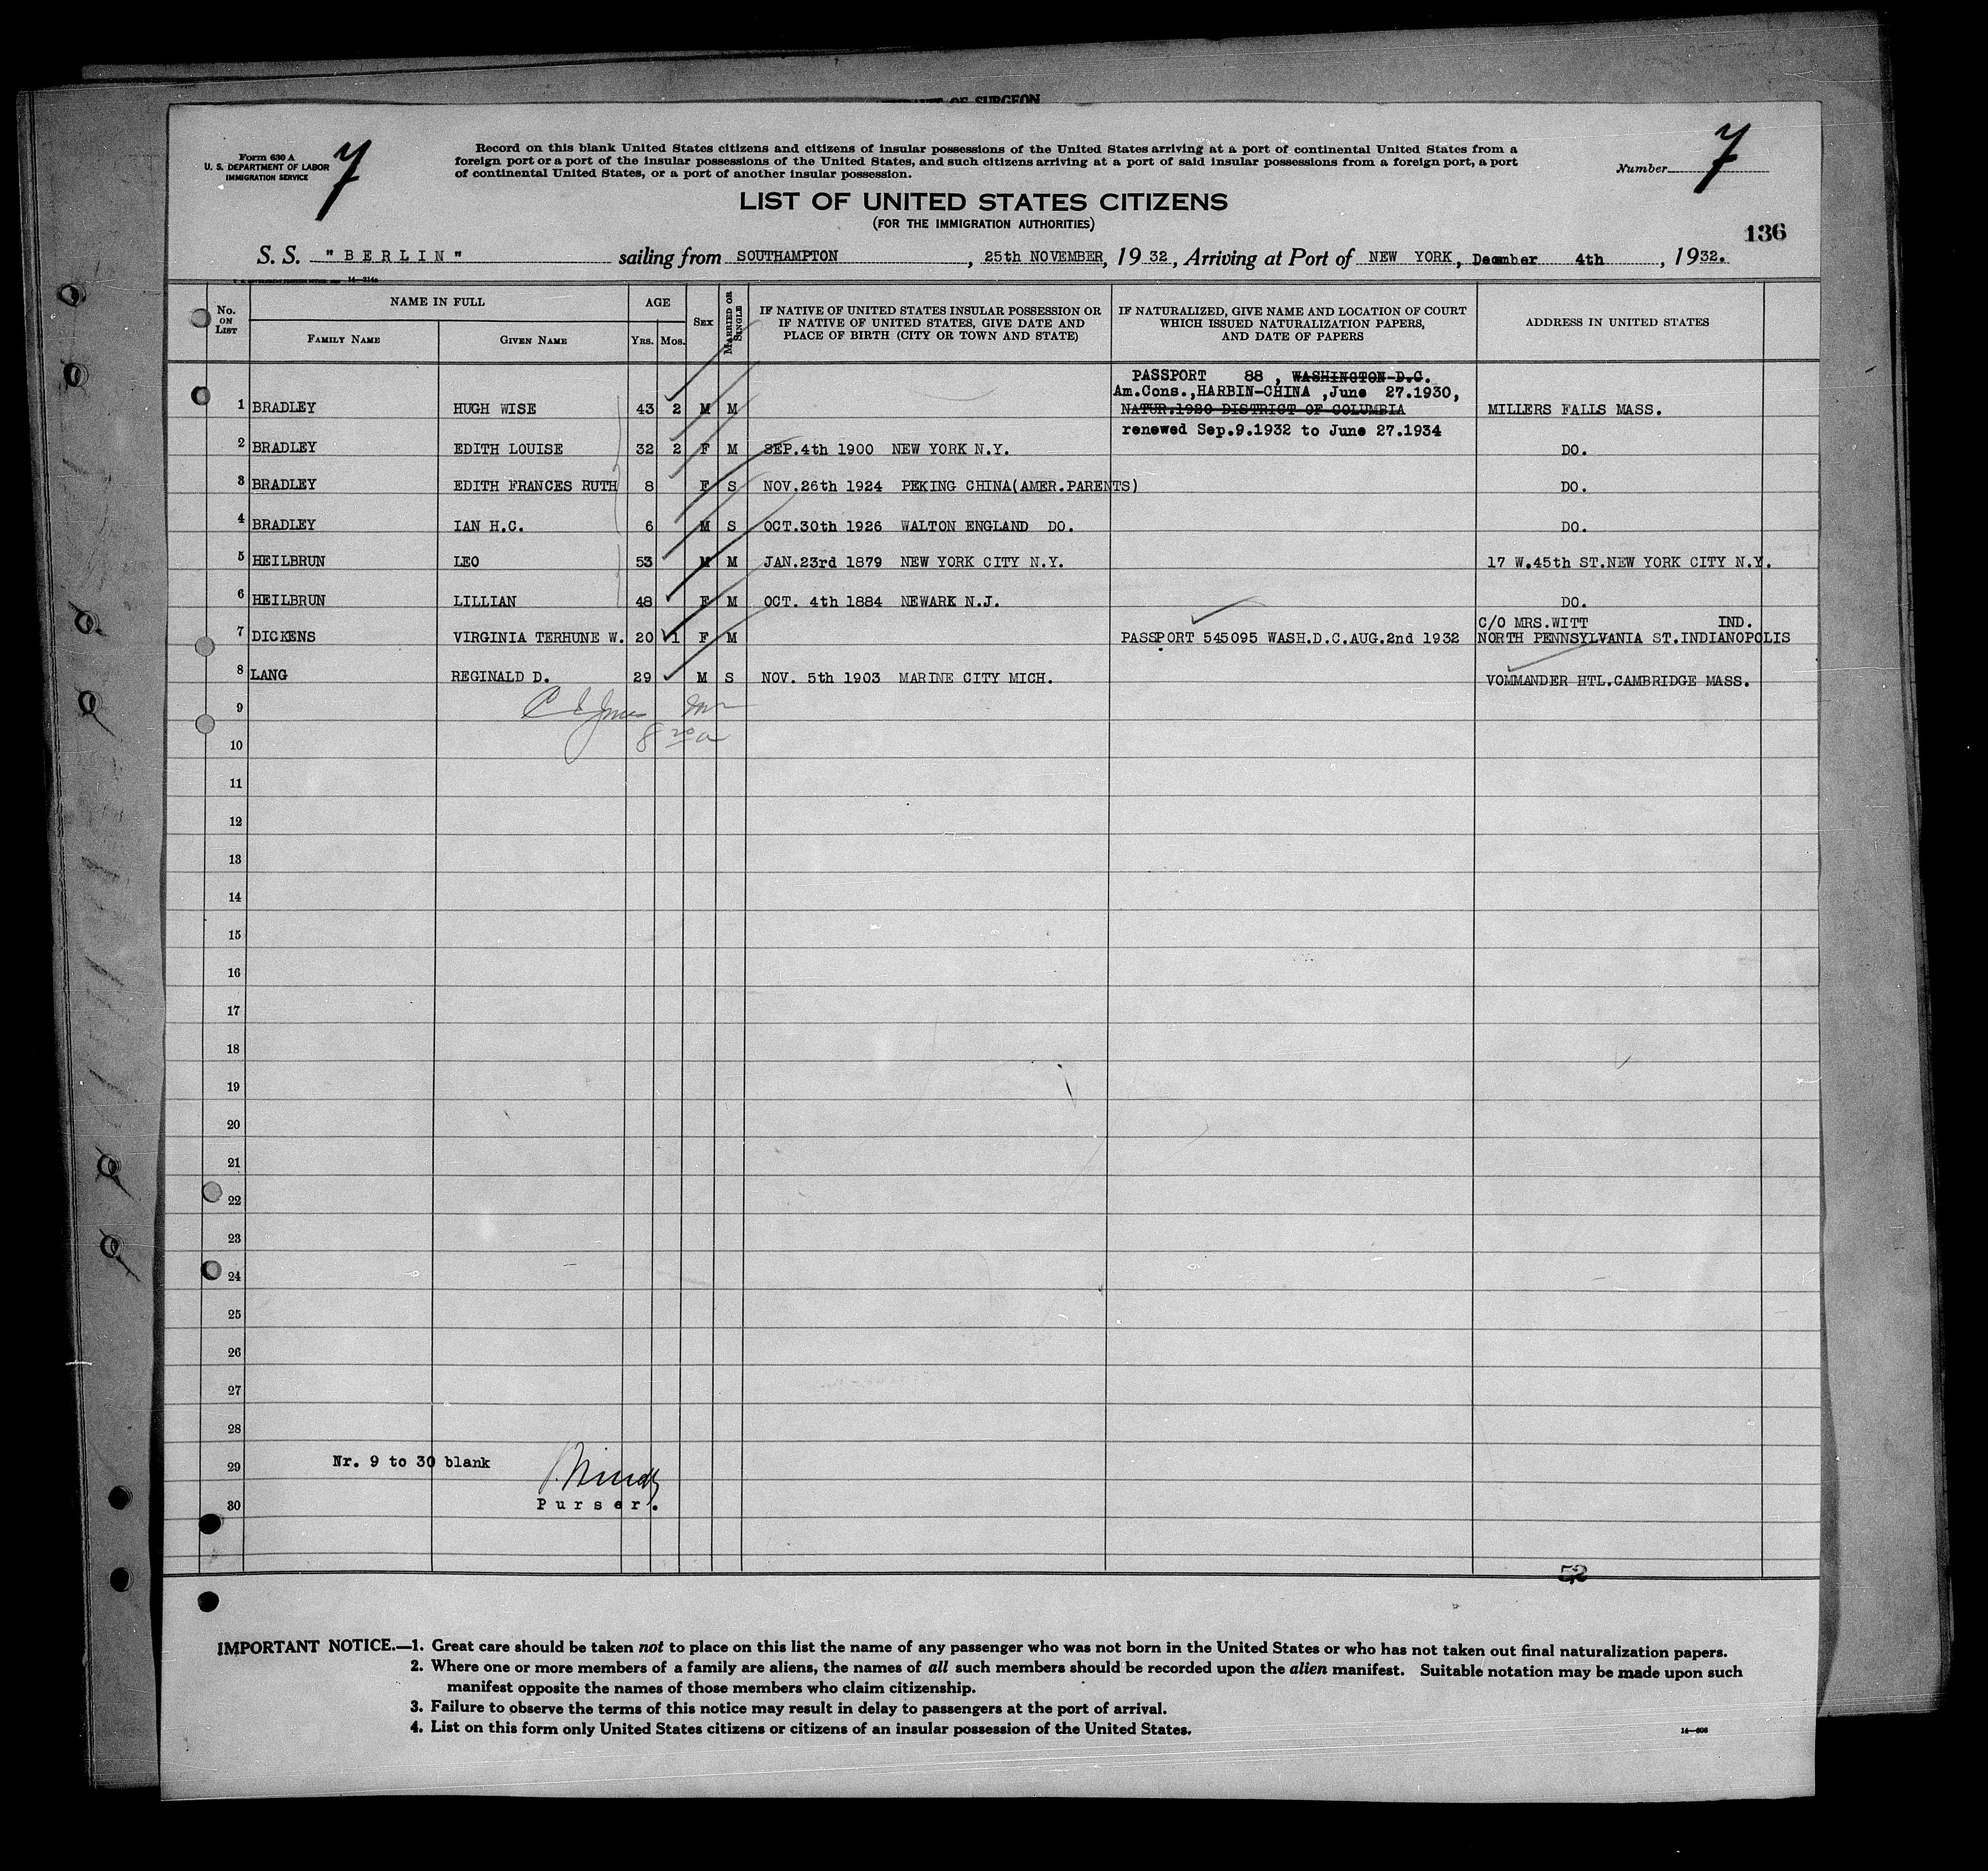 OF SURGEON
Form 630 A
U. S. DEPARTMENT OF LABOR
IMMIGRATION SERVICE
7
Record on this blank United States citizens and citizens of insular possessions of the United States arriving at a port of continental United States from a
foreign port or a port of the insular possessions of the United States, and such citizens arriving at a port of said insular possessions from a foreign port, a port
of continental United States, or a port of another insular possession.
Number 7
LIST OF UNITED STATES CITIZENS
(FOR THE IMMIGRATION AUTHORITIES)
136
S. S. "BERLIN" sailing from SOUTHAMPTON, 25th NOVEMBER, 1932, Arriving at Port of NEW YORK, December 4th, 1932.
No. ON LIST
NAME IN FULL
FAMILY NAME
GIVEN NAME
AGE
YRS. MOS.
SEX
MARRIED OR SINGLE
IF NATIVE OF UNITED STATES INSULAR POSSESSION OR
IF NATIVE OF UNITED STATES, GIVE DATE AND
PLACE OF BIRTH (CITY OR TOWN AND STATE)
IF NATURALIZED, GIVE NAME AND LOCATION OF COURT
WHICH ISSUED NATURALIZATION PAPERS,
AND DATE OF PAPERS
ADDRESS IN UNITED STATES
PASSPORT 88, WASHINGTON-D.C.
Am.Cons.,HARBIN-CHINA ,June 27.1930,
1 BRADLEY HUGH WISE 43 2 M M NATUR.1920 DISTRICT OF COLUMBIA MILLERS FALLS MASS.
renewed Sep.9.1932 to June 27.1934
2 BRADLEY EDITH LOUISE 32 2 F M SEP.4th 1900 NEW YORK N.Y. DO.
3 BRADLEY EDITH FRANCES RUTH 8 F S NOV.26th 1924 PEKING CHINA(AMER.PARENTS) DO.
4 BRADLEY IAN H.C. 6 M S OCT.30th 1926 WALTON ENGLAND DO. DO.
5 HEILBRUN LEO 53 M M JAN.23rd 1879 NEW YORK CITY N.Y. 17 W.45th ST.NEW YORK CITY N.Y.
6 HEILBRUN LILLIAN 48 F M OCT. 4th 1884 NEWARK N.J. DO.
C/O MRS.WITT IND.
7 DICKENS VIRGINIA TERHUNE W. 20 1 F M PASSPORT 545095 WASH.D.C.AUG.2nd 1932 NORTH PENNSYLVANIA ST.INDIANOPOLIS
8 LANG REGINALD D. 29 M S NOV. 5th 1903 MARINE CITY MICH. VOMMANDER HTL.CAMBRIDGE MASS.
9
10
11
12
13
14
15
16
17
18
19
20
21
22
23
24
25
26
27
28
29 Nr. 9 to 30 blank
30 Purser.
52
IMPORTANT NOTICE.—1. Great care should be taken not to place on this list the name of any passenger who was not born in the United States or who has not taken out final naturalization papers.
2. Where one or more members of a family are aliens, the names of all such members should be recorded upon the alien manifest. Suitable notation may be made upon such
manifest opposite the names of those members who claim citizenship.
3. Failure to observe the terms of this notice may result in delay to passengers at the port of arrival.
4. List on this form only United States citizens or citizens of an insular possession of the United States.